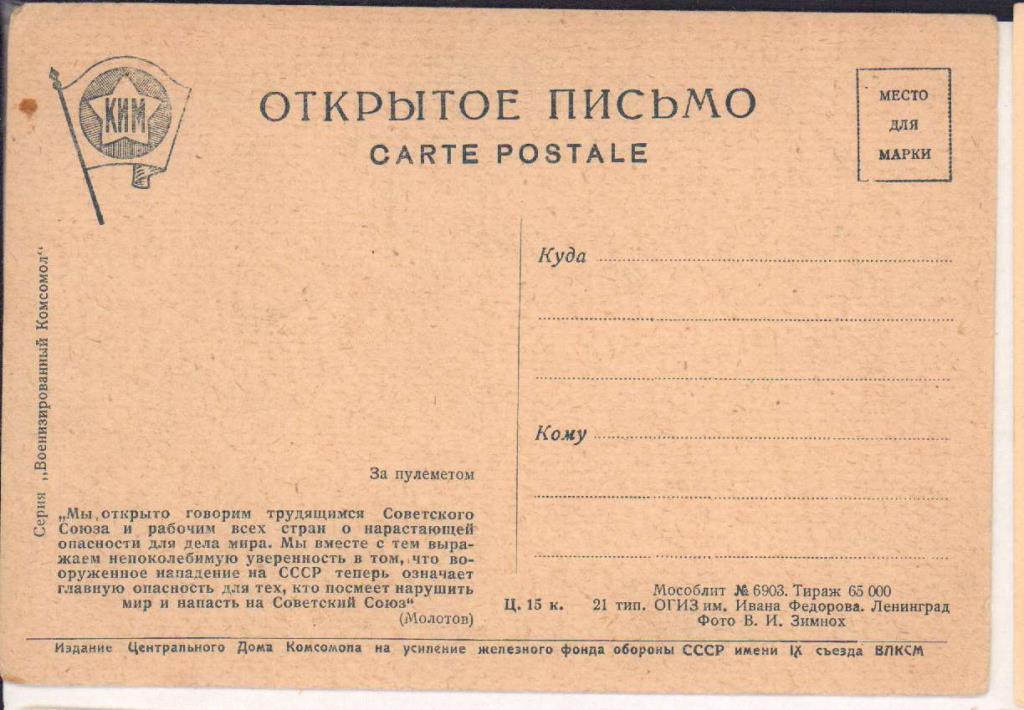 КИМ
ОТКРЫТОЕ ПИСЬМО
CARTE POSTALE
МЕСТО
ДЛЯ
МАРКИ
Серия „Военизированный Комсомол“
Куда
Кому
За пулеметом
„Мы открыто говорим трудящимся Советского
Союза и рабочим всех стран о нарастающей
опасности для дела мира. Мы вместе с тем выра-
жаем непоколебимую уверенность в том, что во-
оруженное нападение на СССР теперь означает
главную опасность для тех, кто посмеет нарушить
мир и напасть на Советский Союз“
(Молотов)
Мособлит № 6903. Тираж 65 000
Ц. 15 к. 21 тип. ОГИЗ им. Ивана Федорова. Ленинград
Фото В. И. Зимнох
Издание Центрального Дома Комсомола на усиление железного фонда обороны СССР имени IX съезда ВЛКСМ